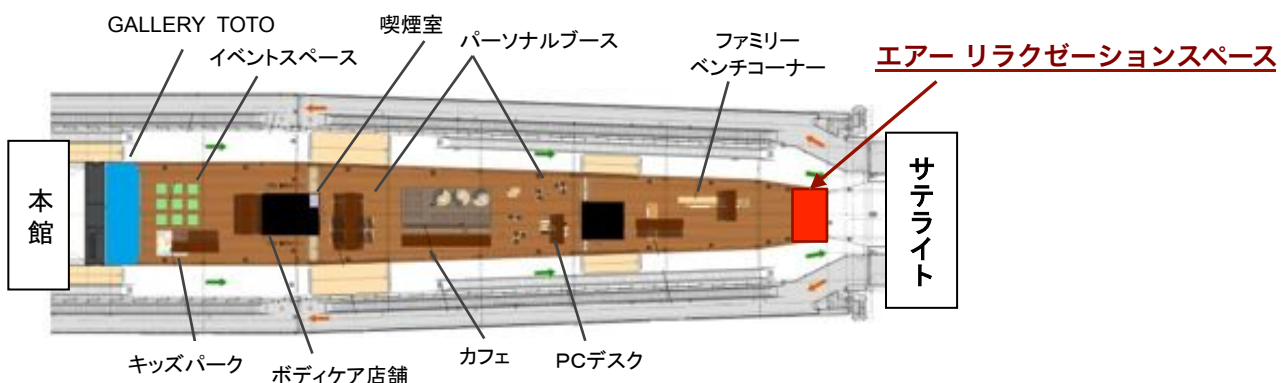 GALLERY TOTO
イベントスペース
喫煙室
パーソナルブース
ファミリー
ベンチコーナー
エアー リラクゼーションスペース
本館
サテライト
キッズパーク
ボディケア店舗
カフェ
PCデスク